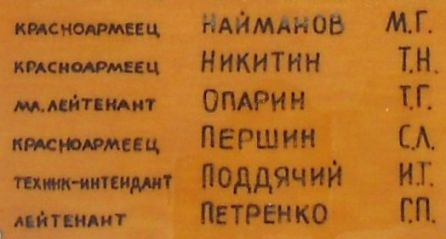 КРАСНОАРМЕЕЦ НАЙМАНОВ М.Г.
КРАСНОАРМЕЕЦ НИКИТИН Т.Н.
МЛ. ЛЕЙТЕНАНТ ОПАРИН Т.Г.
КРАСНОАРМЕЕЦ ПЕРШИН С.Л.
ТЕХНИК-ИНТЕНДАНТ ПОДДЯЧИЙ И.Г.
ЛЕЙТЕНАНТ ПЕТРЕНКО Г.П.